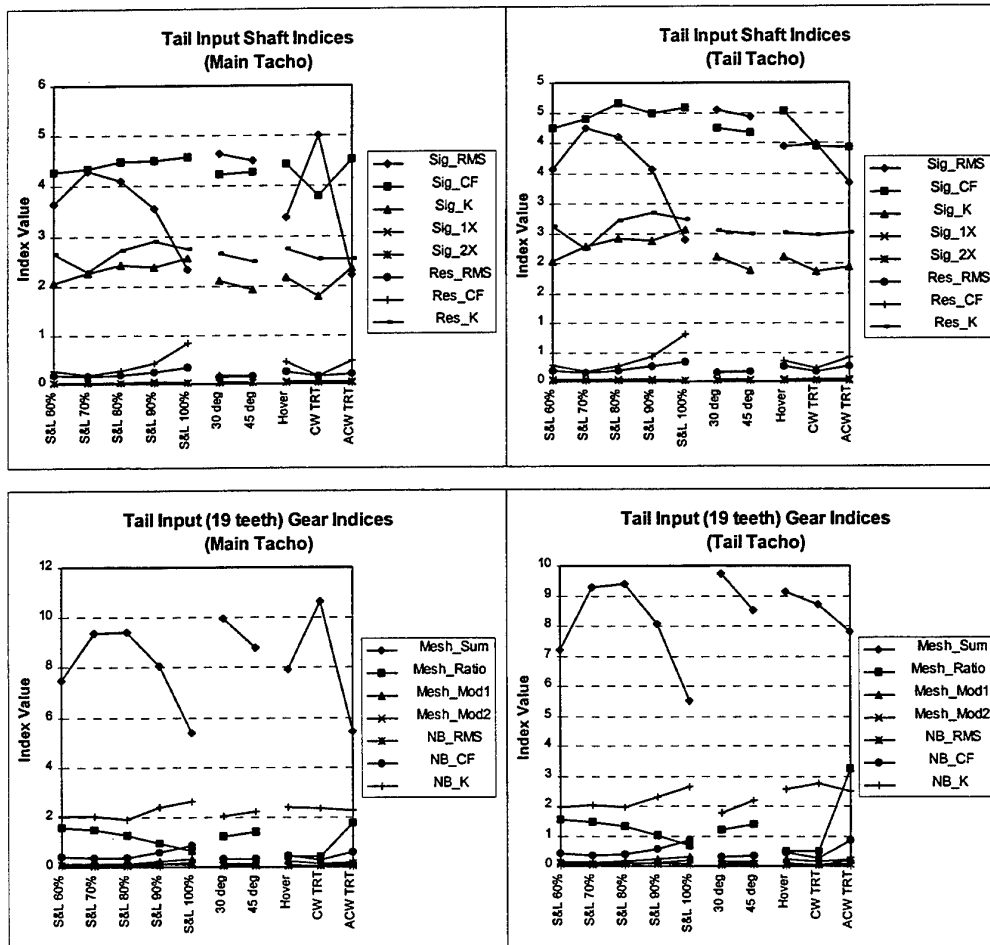 Tail Input Shaft Indices
(Main Tacho)
Index Value
6
5
4
3
2
1
0
S&L 60%
S&L 70%
S&L 80%
S&L 90%
S&L 100%
30 deg
45 deg
Hover
CW TRT
ACW TRT
Sig_RMS
Sig_CF
Sig_K
Sig_1X
Sig_2X
Res_RMS
Res_CF
Res_K
Tail Input Shaft Indices
(Tail Tacho)
Index Value
5
5
4
4
3
3
2
2
1
1
0
S&L 60%
S&L 70%
S&L 80%
S&L 90%
S&L 100%
30 deg
45 deg
Hover
CW TRT
ACW TRT
Sig_RMS
Sig_CF
Sig_K
Sig_1X
Sig_2X
Res_RMS
Res_CF
Res_K
Tail Input (19 teeth) Gear Indices
(Main Tacho)
Index Value
12
10
8
6
4
2
0
S&L 60%
S&L 70%
S&L 80%
S&L 90%
S&L 100%
30 deg
45 deg
Hover
CW TRT
ACW TRT
Mesh_Sum
Mesh_Ratio
Mesh_Mod1
Mesh_Mod2
NB_RMS
NB_CF
NB_K
Tail Input (19 teeth) Gear Indices
(Tail Tacho)
Index Value
10
9
8
7
6
5
4
3
2
1
0
S&L 60%
S&L 70%
S&L 80%
S&L 90%
S&L 100%
30 deg
45 deg
Hover
CW TRT
ACW TRT
Mesh_Sum
Mesh_Ratio
Mesh_Mod1
Mesh_Mod2
NB_RMS
NB_CF
NB_K